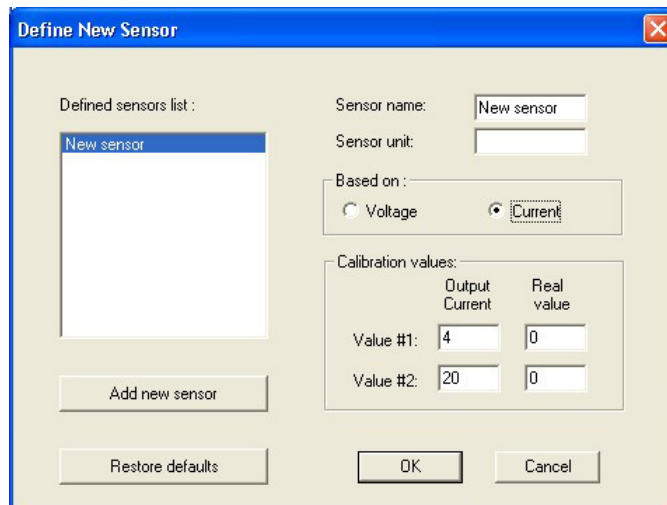 Define New Sensor
Defined sensors list :
New sensor
Add new sensor
Restore defaults
Sensor name: New sensor
Sensor unit:
Based on :
Voltage Current
Calibration values:
Output Current Real value
Value #1: 4 0
Value #2: 20 0
OK Cancel